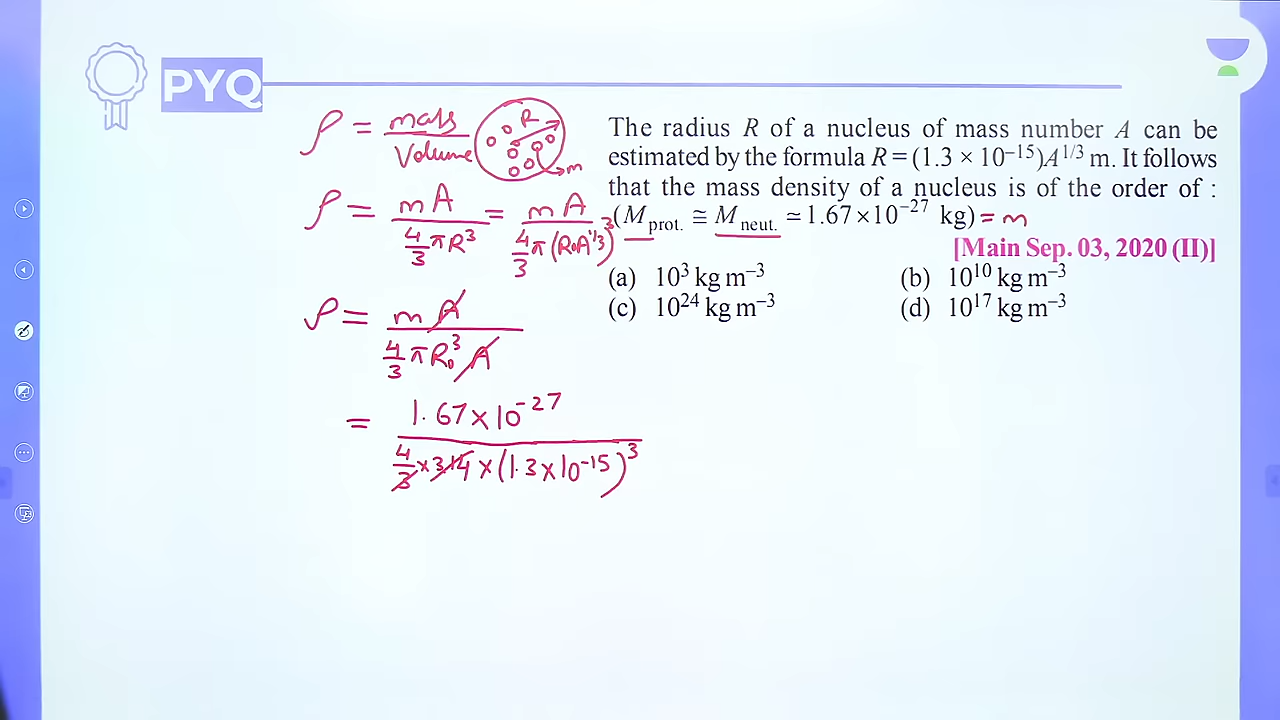 PYQ
ρ = mass / Volume
R
m
ρ = mA / (4/3 πR³) = mA / (4/3 π(R₀A^1/3)³)
ρ = mA / (4/3 πR₀³A)
= 1.67×10⁻²⁷ / (4/3 × 3.14 × (1.3×10⁻¹⁵)³)
The radius R of a nucleus of mass number A can be
estimated by the formula R = (1.3 × 10⁻¹⁵)A^1/3 m. It follows
that the mass density of a nucleus is of the order of :
(M prot. ≅ M neut. ≃ 1.67×10⁻²⁷ kg) = m
[Main Sep. 03, 2020 (II)]
(a) 10³ kg m⁻³ (b) 10¹⁰ kg m⁻³
(c) 10²⁴ kg m⁻³ (d) 10¹⁷ kg m⁻³